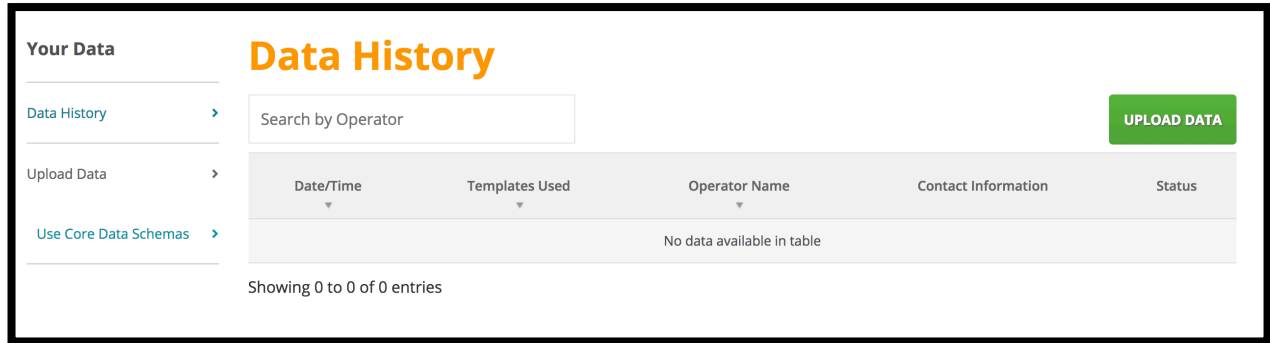 Your Data
Data History
Upload Data
Use Core Data Schemas
Data History
Search by Operator
UPLOAD DATA
Date/Time Templates Used Operator Name Contact Information Status
No data available in table
Showing 0 to 0 of 0 entries